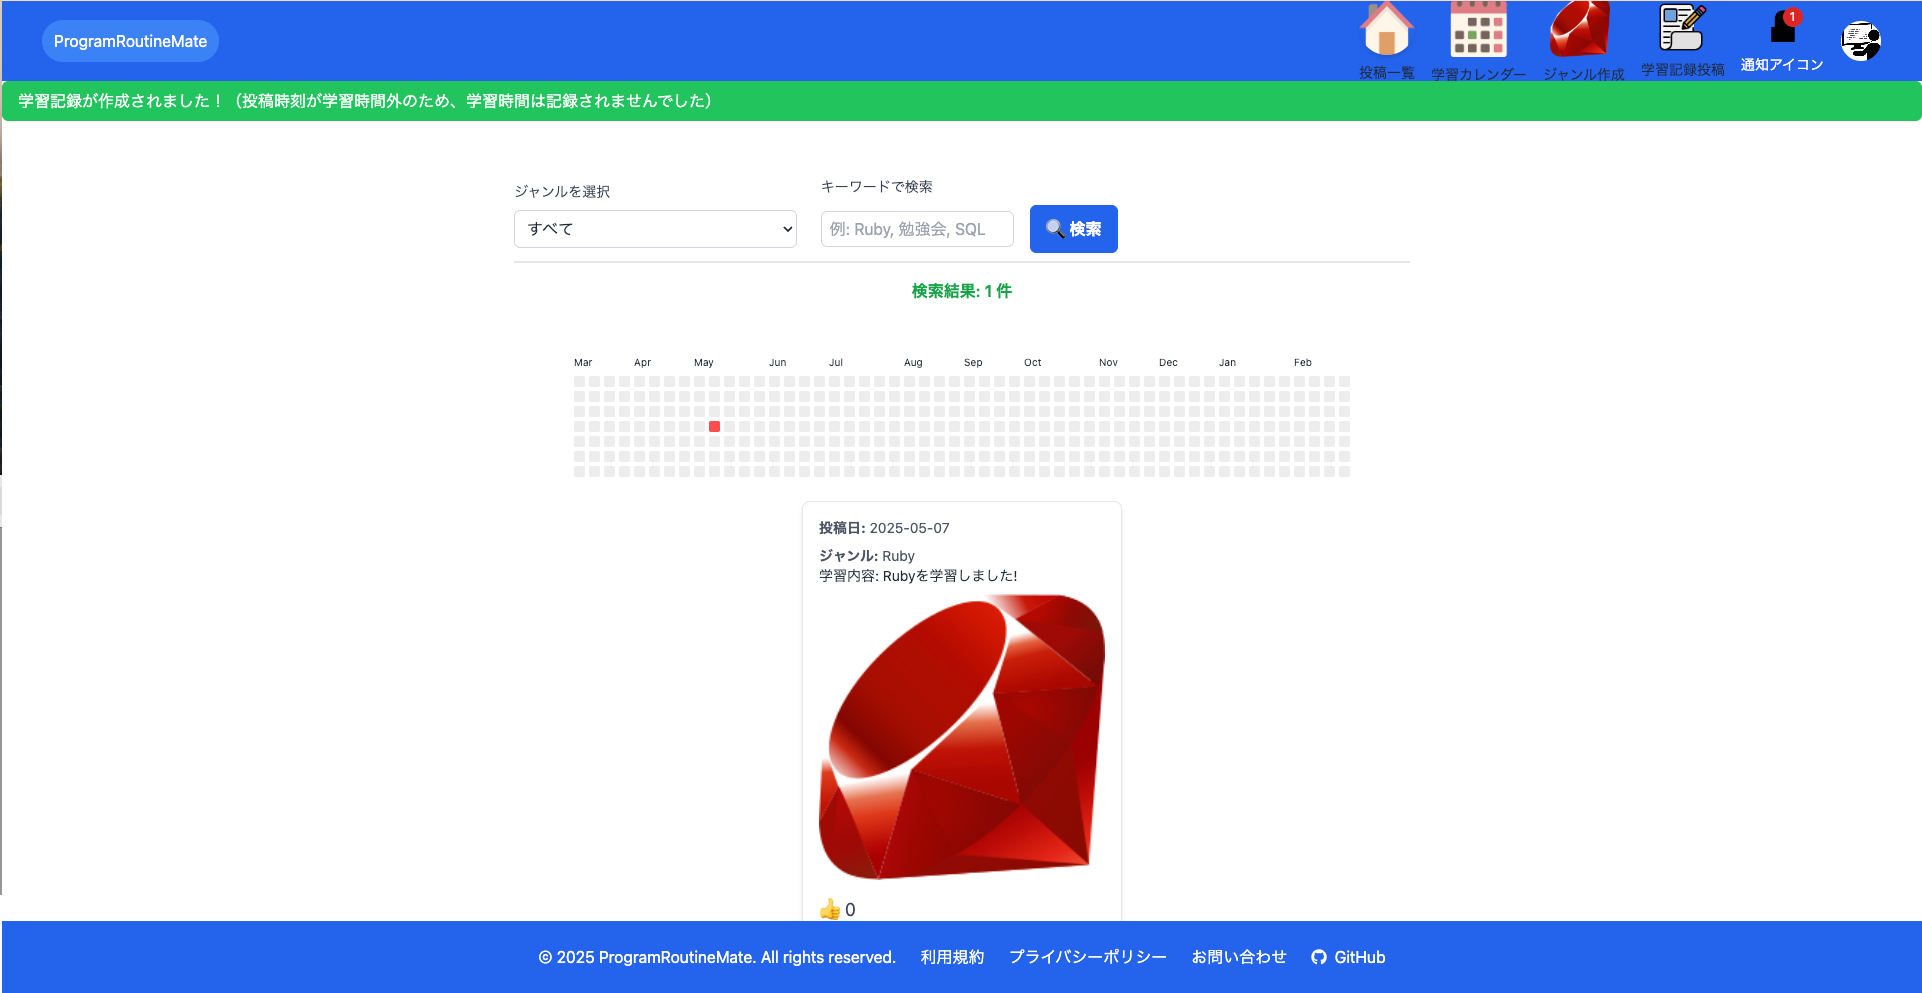 ProgramRoutineMate
投稿一覧
学習カレンダー
ジャンル作成
学習記録投稿
1
通知アイコン
学習記録が作成されました！（投稿時刻が学習時間外のため、学習時間は記録されませんでした）
ジャンルを選択
キーワードで検索
すべて
例: Ruby, 勉強会, SQL
検索
検索結果: 1 件
Mar Apr May Jun Jul Aug Sep Oct Nov Dec Jan Feb
投稿日: 2025-05-07
ジャンル: Ruby
学習内容: Rubyを学習しました!
0
© 2025 ProgramRoutineMate. All rights reserved. 利用規約 プライバシーポリシー お問い合わせ GitHub